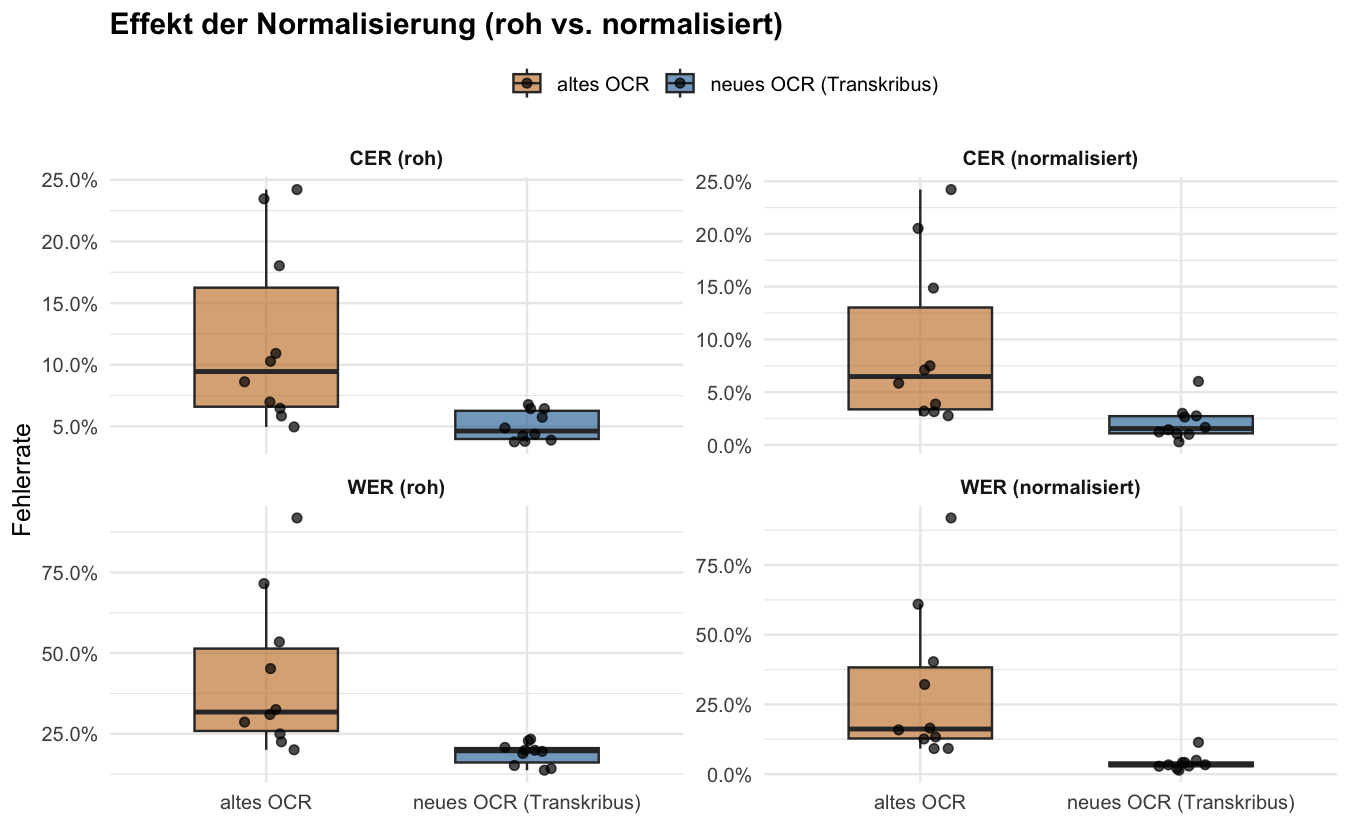 Effekt der Normalisierung (roh vs. normalisiert)
altes OCR neues OCR (Transkribus)
CER (roh)
25.0%
20.0%
15.0%
10.0%
5.0%
CER (normalisiert)
25.0%
20.0%
15.0%
10.0%
5.0%
0.0%
Fehlerrate
WER (roh)
75.0%
50.0%
25.0%
altes OCR neues OCR (Transkribus)
WER (normalisiert)
75.0%
50.0%
25.0%
0.0%
altes OCR neues OCR (Transkribus)